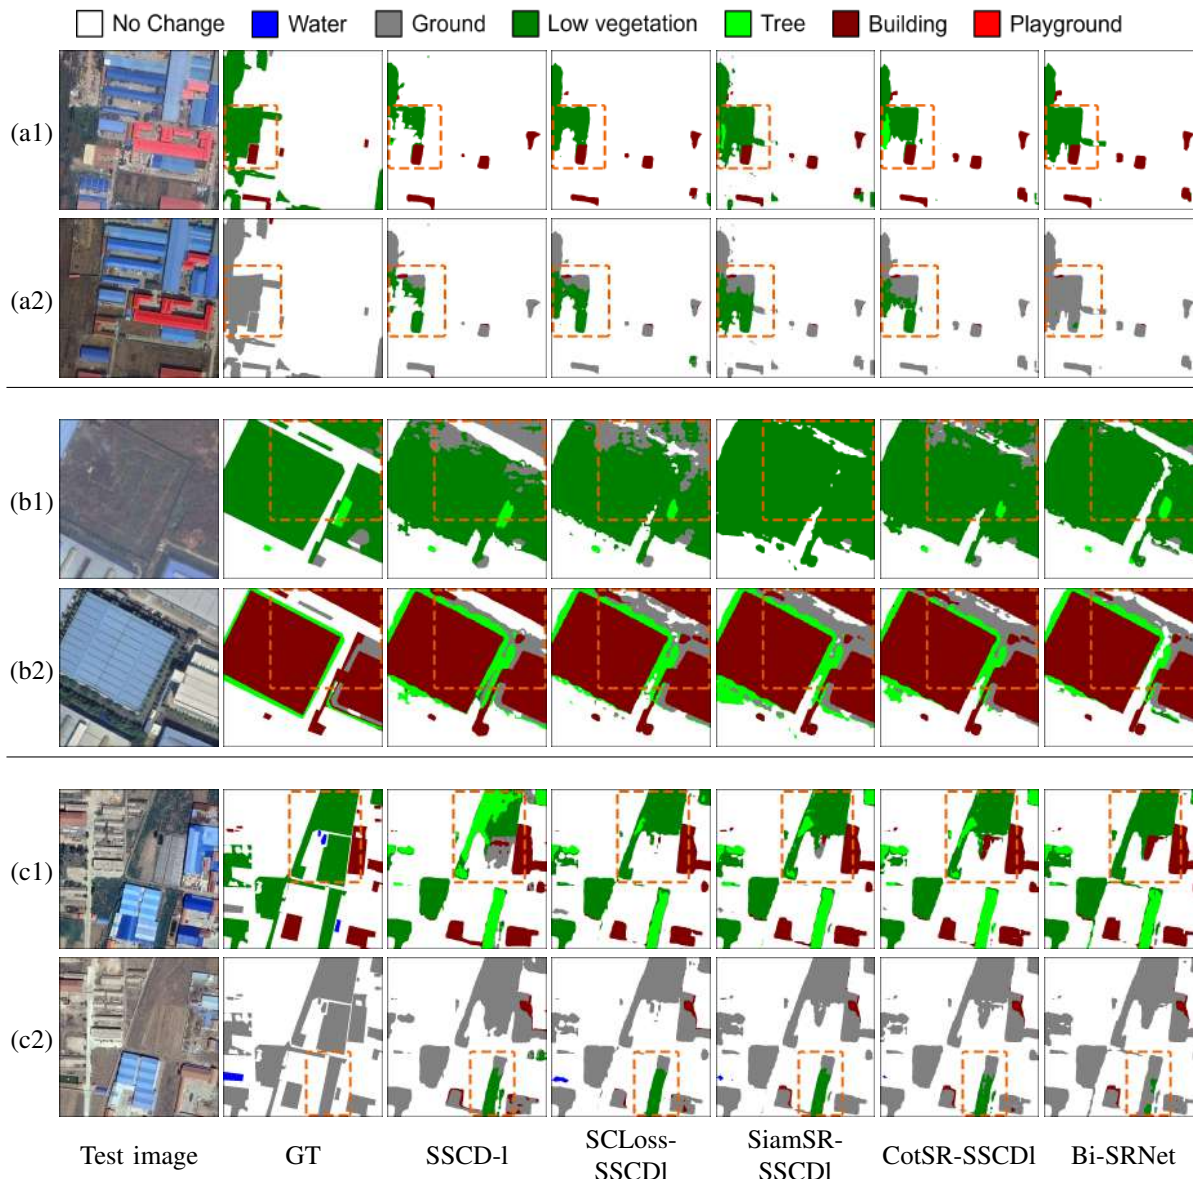 No Change Water Ground Low vegetation Tree Building Playground
(a1)
(a2)
(b1)
(b2)
(c1)
(c2)
Test image GT SSCD-l SCLoss-SSCDl SiamSR-SSCDl CotSR-SSCDl Bi-SRNet